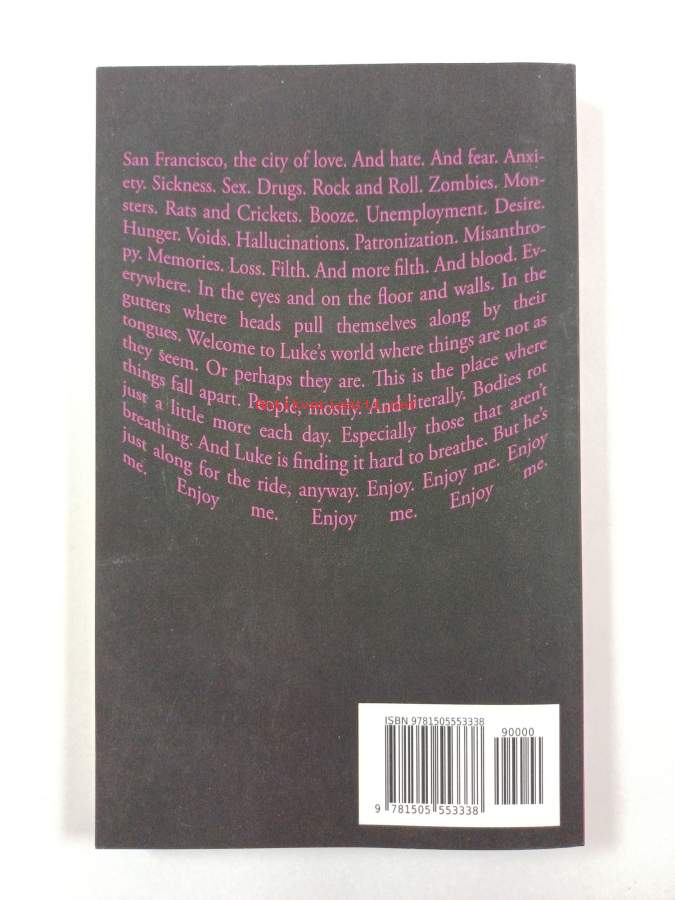 San Francisco, the city of love. And hate. And fear. Anxi-
ety. Sickness. Sex. Drugs. Rock and Roll. Zombies. Mon-
sters. Rats and Crickets. Booze. Unemployment. Desire.
Hunger. Voids. Hallucinations. Patronization. Misanthro-
py. Memories. Loss. Filth. And more filth. And blood. Ev-
erywhere. In the eyes and on the floor and walls. In the
gutters where heads pull themselves along by their
tongues. Welcome to Luke's world where things are not as
they seem. Or perhaps they are. This is the place where
things fall apart. People, mostly. And literally. Bodies rot
just a little more each day. Especially those that aren't
breathing. And Luke is finding it hard to breathe. But he's
just along for the ride, anyway. Enjoy. Enjoy me. Enjoy
me. Enjoy me. Enjoy me. Enjoy me.
ISBN 9781505553338
90000
9 781505 553338